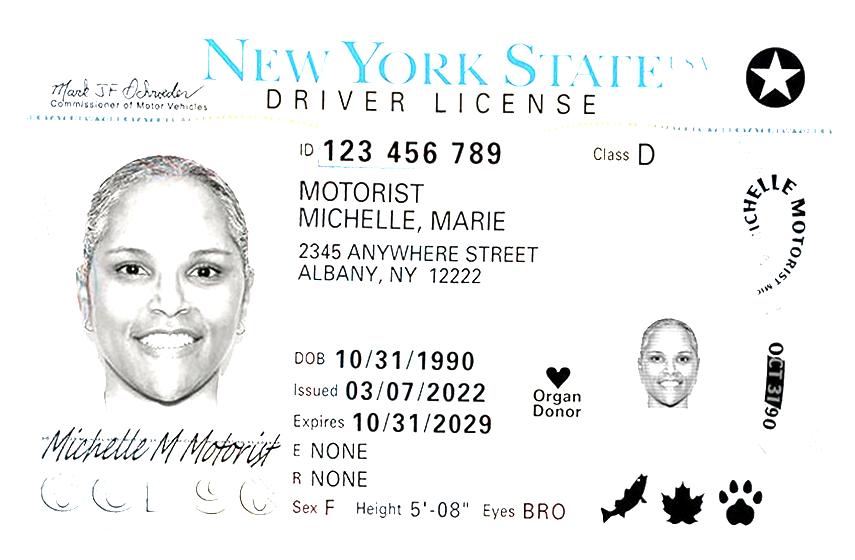 NEW YORK STATE USA
DRIVER LICENSE
Mark JF Schroeder
Commissioner of Motor Vehicles
ID 123 456 789
Class D
MOTORIST
MICHELLE, MARIE
2345 ANYWHERE STREET
ALBANY, NY 12222
ICHELLE MOTORIST MIC
DOB 10/31/1990
Issued 03/07/2022
Expires 10/31/2029
Organ
Donor
OCT 31/90
Michelle M Motorist
E NONE
R NONE
Sex F Height 5'-08" Eyes BRO